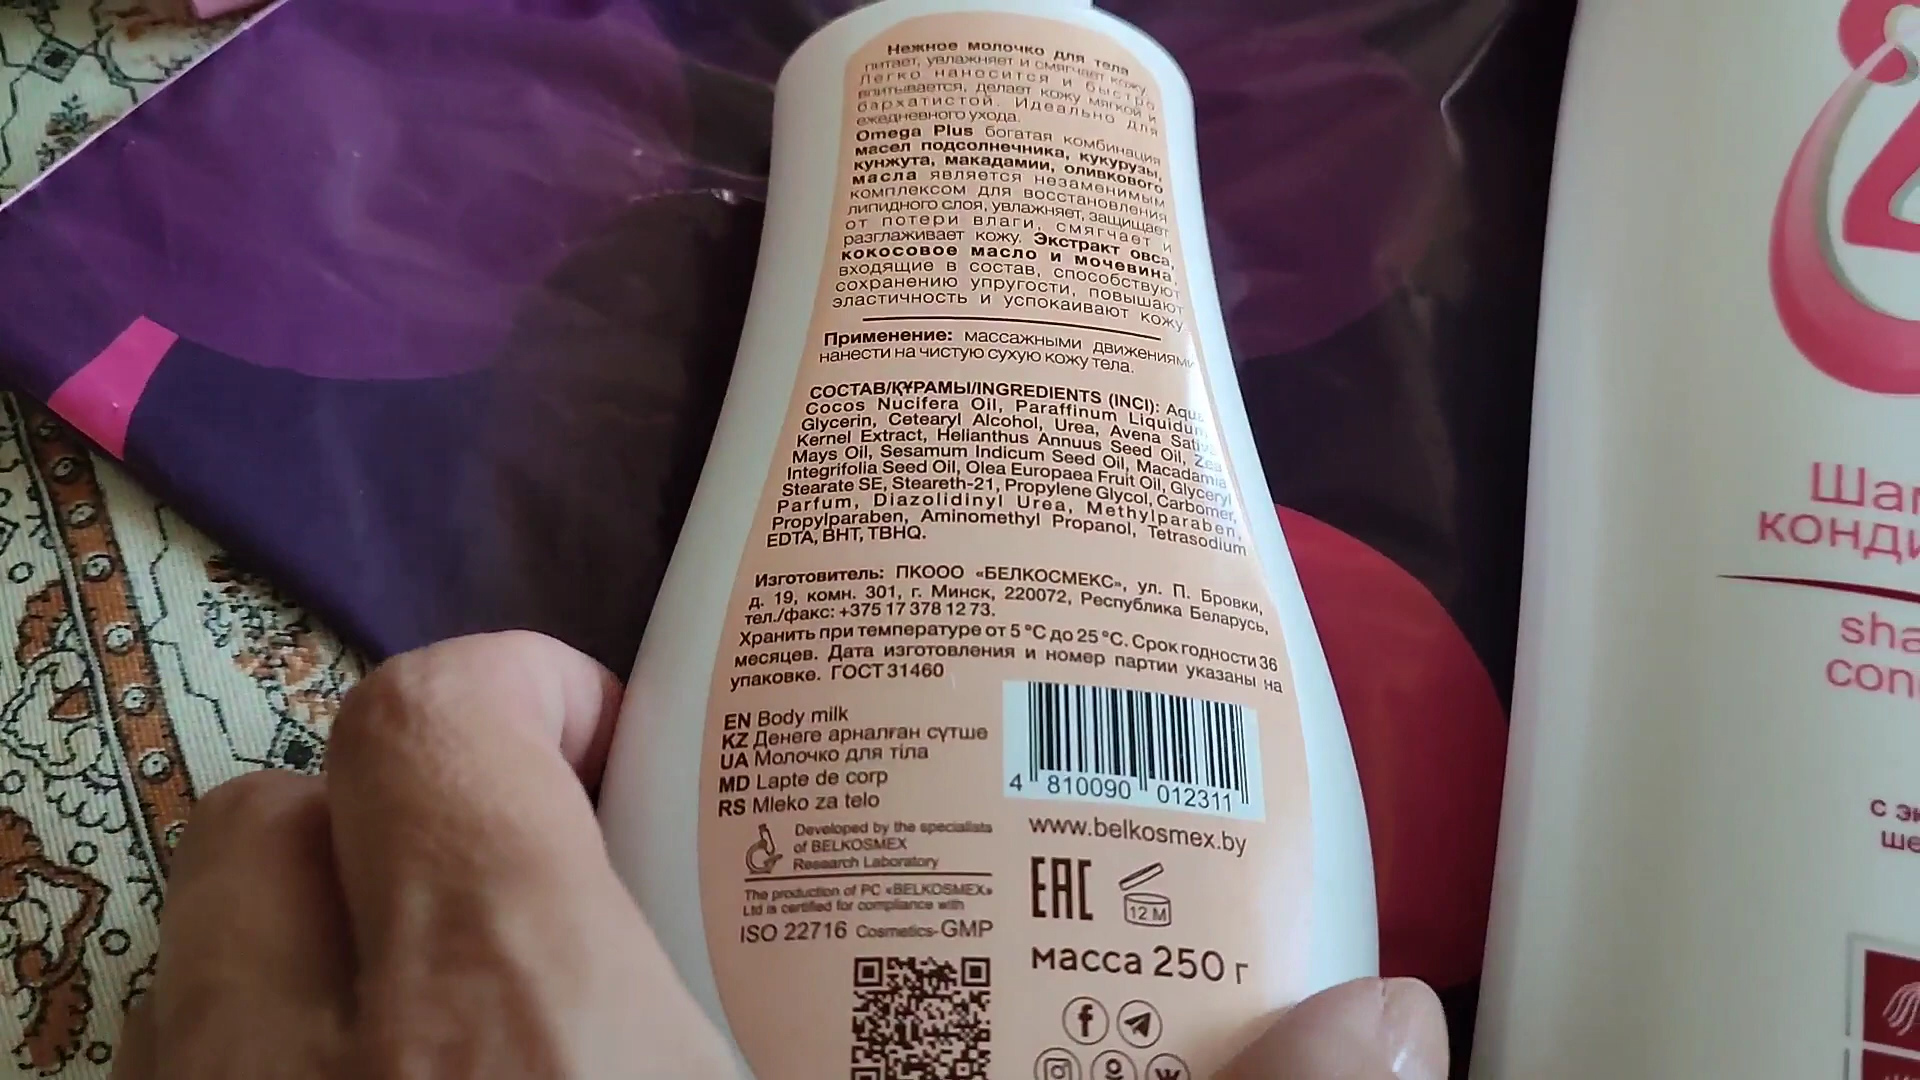 Нежное молочко для тела
питает, увлажняет и смягчает кожу.
Легко наносится и быстро
впитывается, делает кожу мягкой и
бархатистой. Идеально для
ежедневного ухода.
Omega Plus богатая комбинация
масел подсолнечника, кукурузы,
кунжута, макадамии, оливкового
масла является незаменимым
комплексом для восстановления
липидного слоя, увлажняет, защищает
от потери влаги, смягчает и
разглаживает кожу. Экстракт овса,
кокосовое масло и мочевина,
входящие в состав, способствуют
сохранению упругости, повышают
эластичность и успокаивают кожу.
Применение: массажными движениями
нанести на чистую сухую кожу тела.
СОСТАВ/ҚҰРАМЫ/INGREDIENTS (INCI): Aqua,
Cocos Nucifera Oil, Paraffinum Liquidum,
Glycerin, Cetearyl Alcohol, Urea, Avena Sativa
Kernel Extract, Helianthus Annuus Seed Oil, Zea
Mays Oil, Sesamum Indicum Seed Oil, Macadamia
Integrifolia Seed Oil, Olea Europaea Fruit Oil, Glyceryl
Stearate SE, Steareth-21, Propylene Glycol, Carbomer,
Parfum, Diazolidinyl Urea, Methylparaben,
Propylparaben, Aminomethyl Propanol, Tetrasodium
EDTA, BHT, TBHQ.
Изготовитель: ПКООО «БЕЛКОСМЕКС», ул. П. Бровки,
д. 19, комн. 301, г. Минск, 220072, Республика Беларусь,
тел./факс: +375 17 378 12 73.
Хранить при температуре от 5 °C до 25 °C. Срок годности 36
месяцев. Дата изготовления и номер партии указаны на
упаковке. ГОСТ 31460
EN Body milk
KZ Денеге арналған сүтше
UA Молочко для тіла
MD Lapte de corp
RS Mleko za telo
4 810090 012311
Developed by the specialists
of BELKOSMEX
Research Laboratory
The production of PC «BELKOSMEX»
Ltd is certified for compliance with
ISO 22716 Cosmetics-GMP
www.belkosmex.by
EAC
12 M
масса 250 г